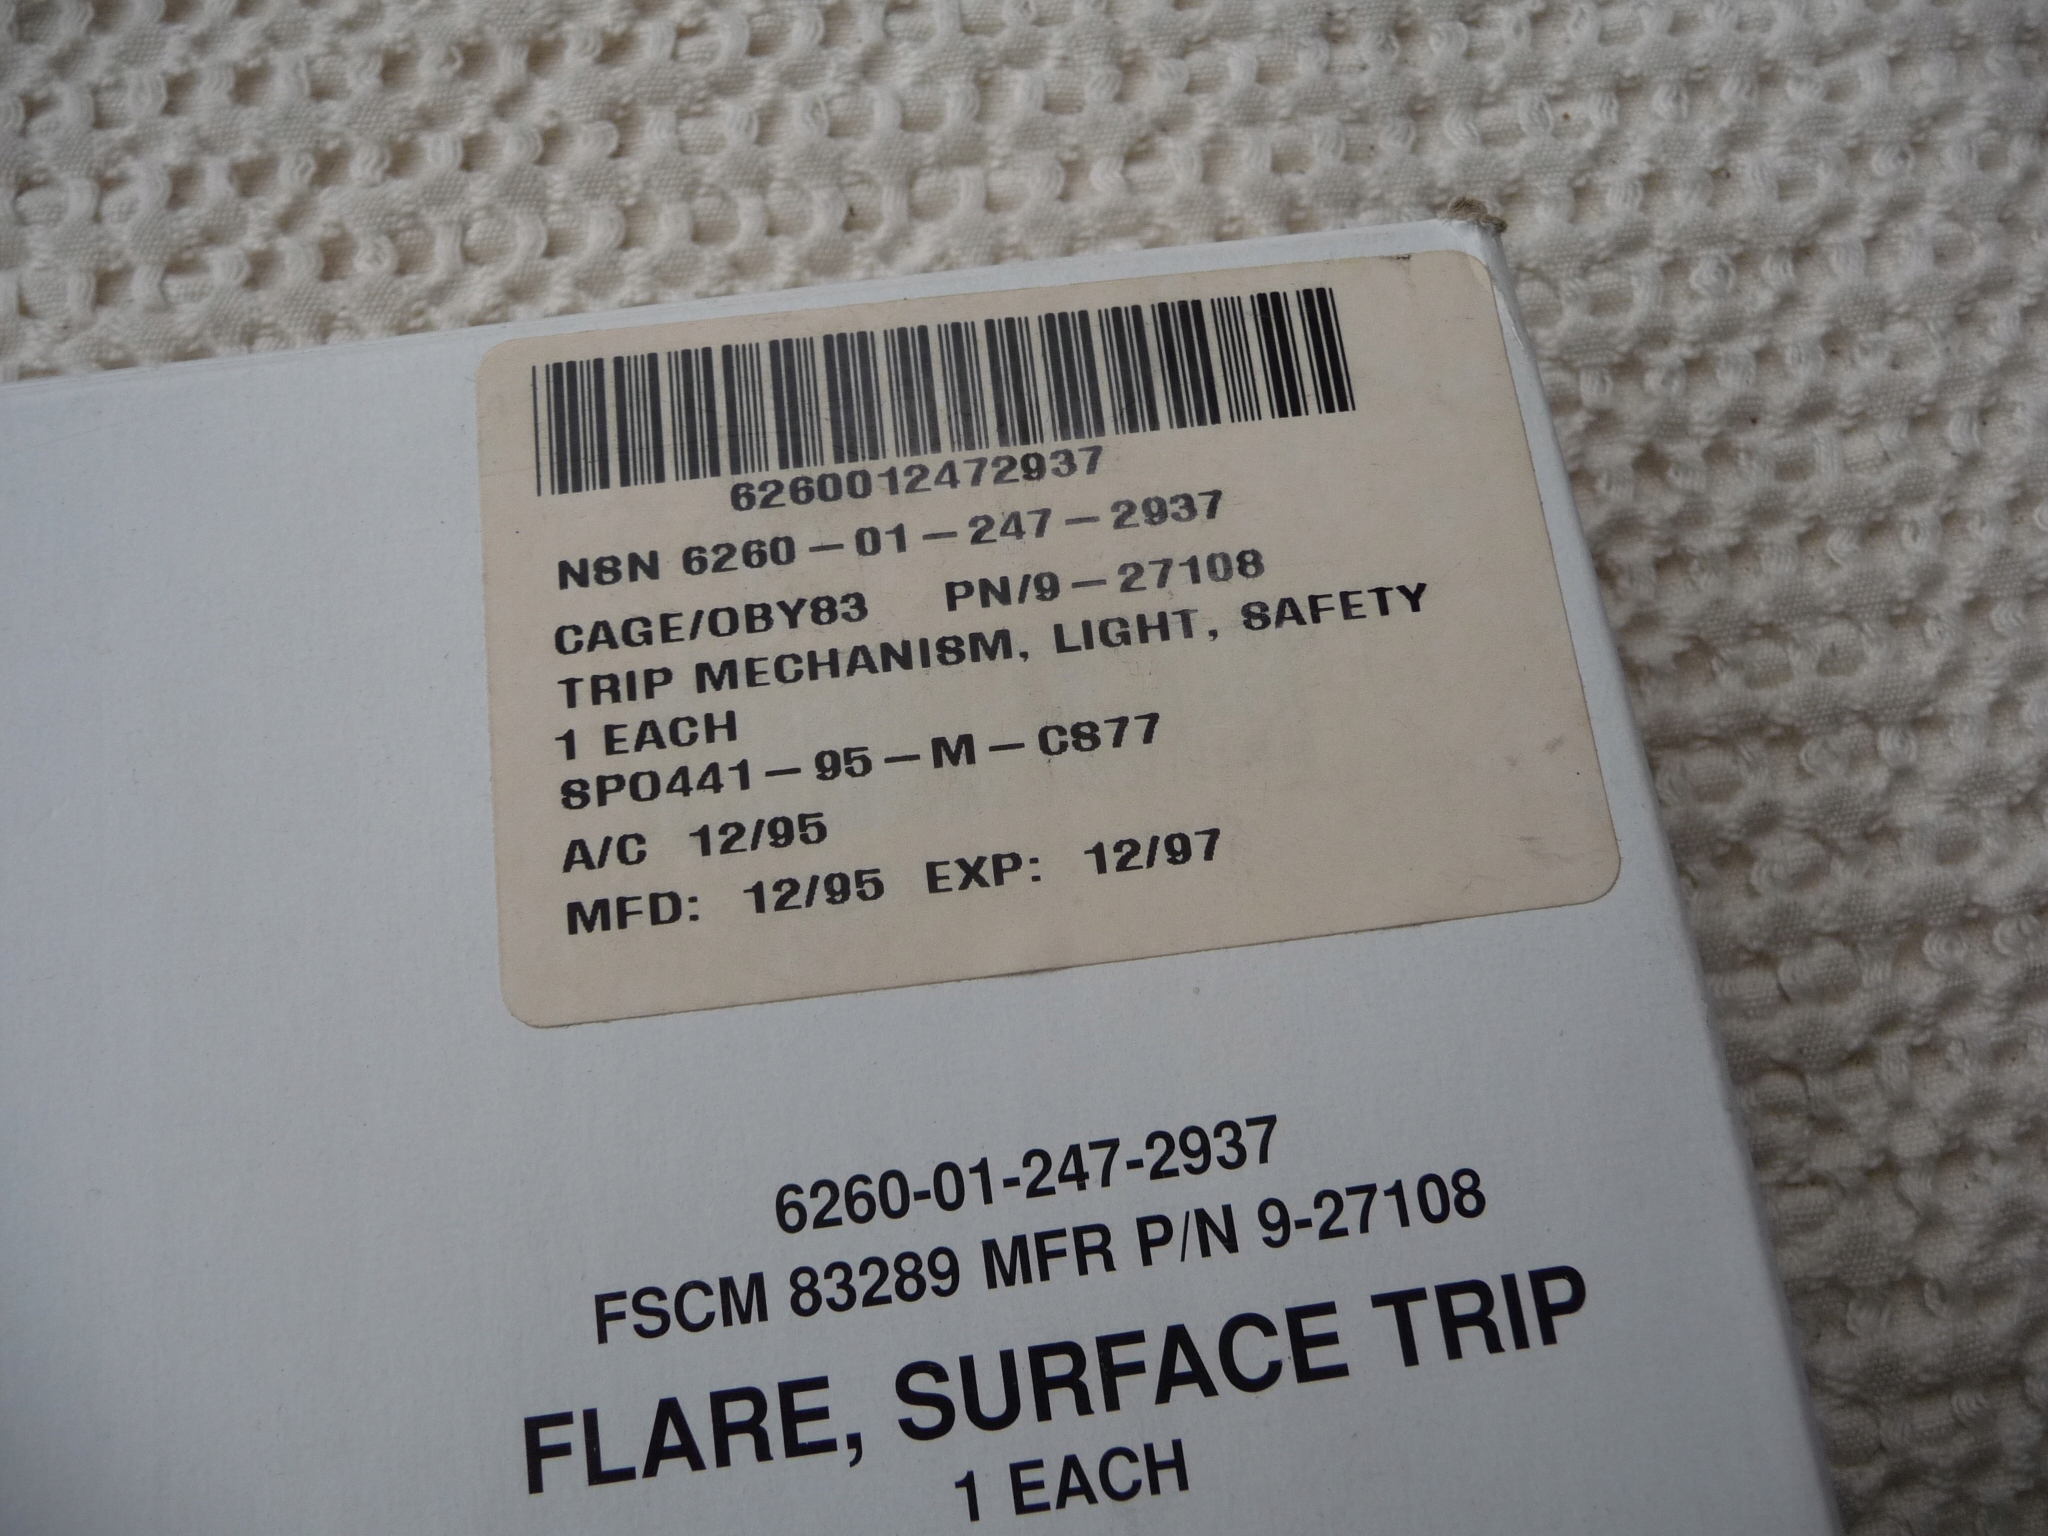 6260012472937
NSN 6260-01-247-2937
CAGE/OBY83 PN/9-27108
TRIP MECHANISM, LIGHT, SAFETY
1 EACH
SPO441-95-M-CS77
A/C 12/95
MFD: 12/95 EXP: 12/97
6260-01-247-2937
FSCM 83289 MFR P/N 9-27108
FLARE, SURFACE TRIP
1 EACH